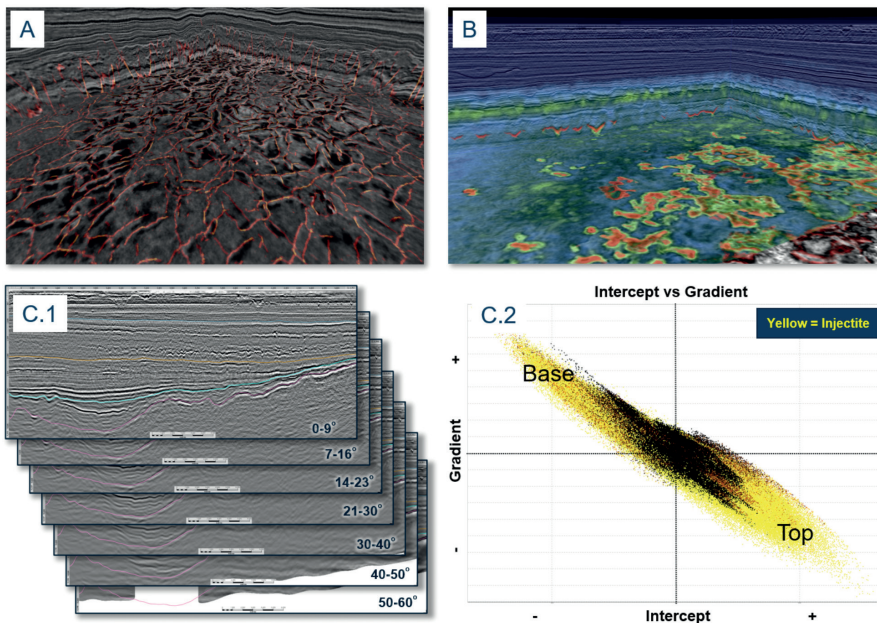 A
B
C.1
0-9°
7-16°
14-23°
21-30°
30-40°
40-50°
50-60°
Intercept vs Gradient
C.2
Yellow = Injectite
+
Base
Gradient
Top
-
-
Intercept
+